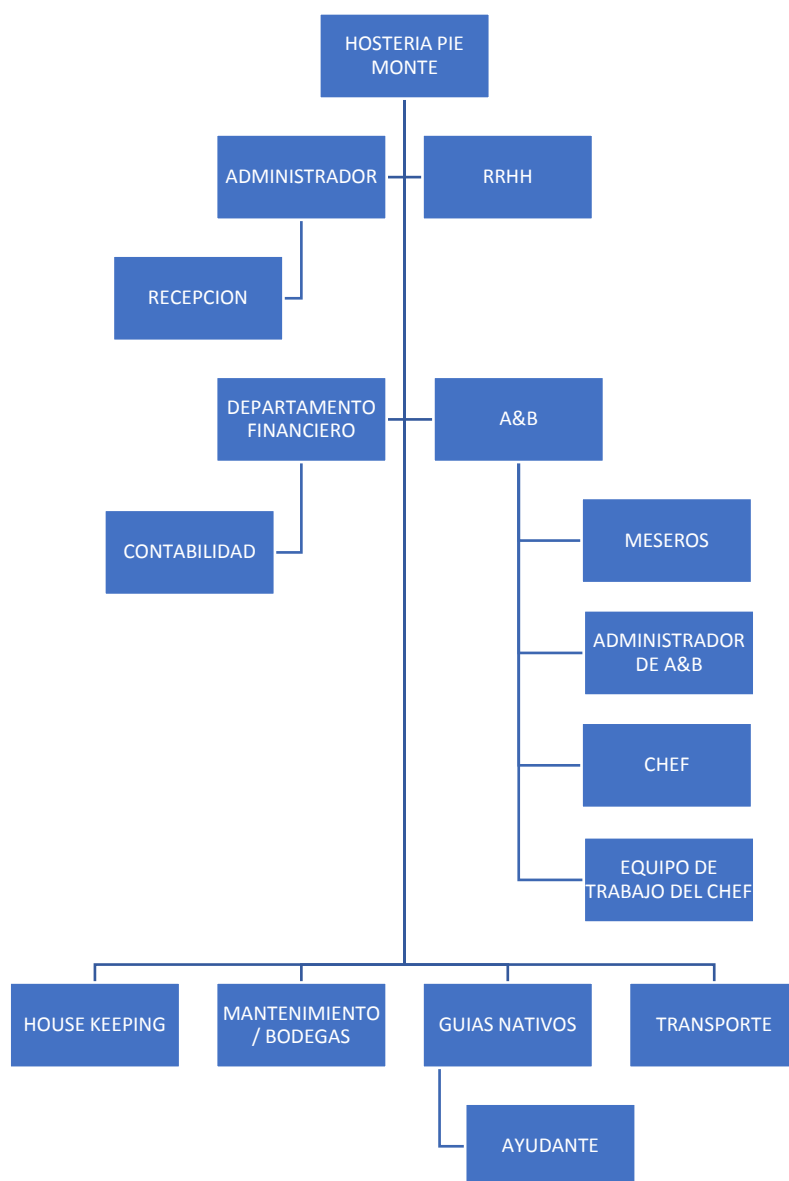 HOSTERIA PIE
MONTE
ADMINISTRADOR
RRHH
RECEPCION
DEPARTAMENTO
FINANCIERO
A&B
CONTABILIDAD
MESEROS
ADMINISTRADOR
DE A&B
CHEF
EQUIPO DE
TRABAJO DEL CHEF
HOUSE KEEPING
MANTENIMIENTO
/ BODEGAS
GUIAS NATIVOS
TRANSPORTE
AYUDANTE